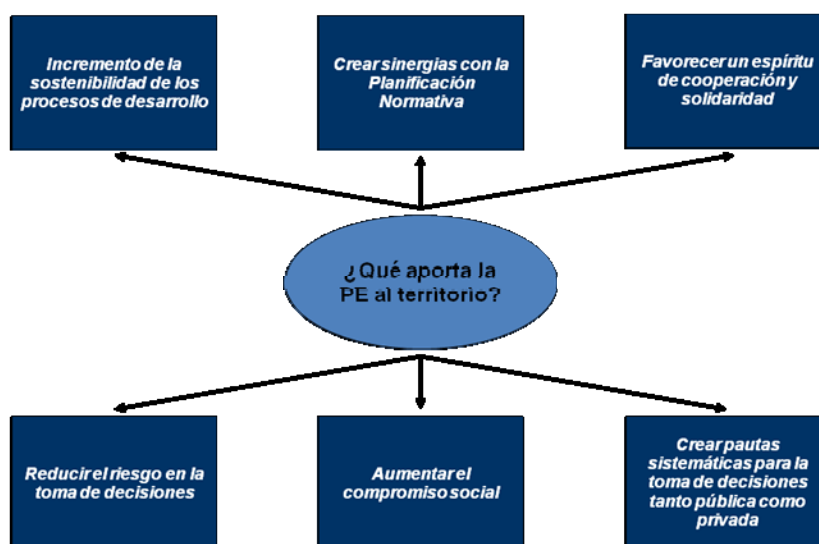 Incremento de la
sostenibilidad de los
procesos de desarrollo
Crear sinergias con la
Planificación
Normativa
Favorecer un espíritu
de cooperación y
solidaridad
¿Qué aporta la
PE al territorio?
Reducir el riesgo en la
toma de decisiones
Aumentar el
compromiso social
Crear pautas
sistemáticas para la
toma de decisiones
tanto pública como
privada